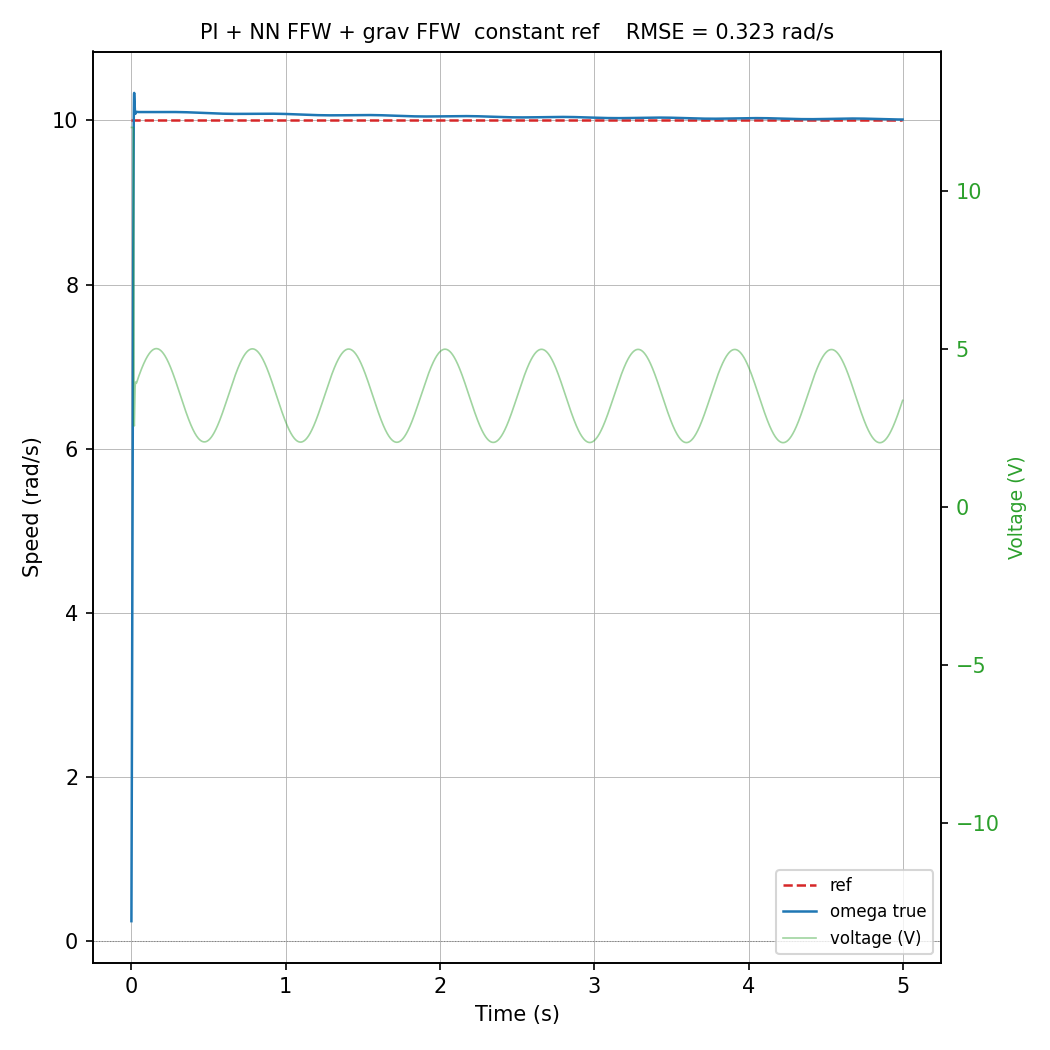 PI + NN FFW + grav FFW  constant ref    RMSE = 0.323 rad/s
Speed (rad/s)
10
8
6
4
2
0
10
5
0
−5
−10
Voltage (V)
ref
omega true
voltage (V)
0 1 2 3 4 5
Time (s)